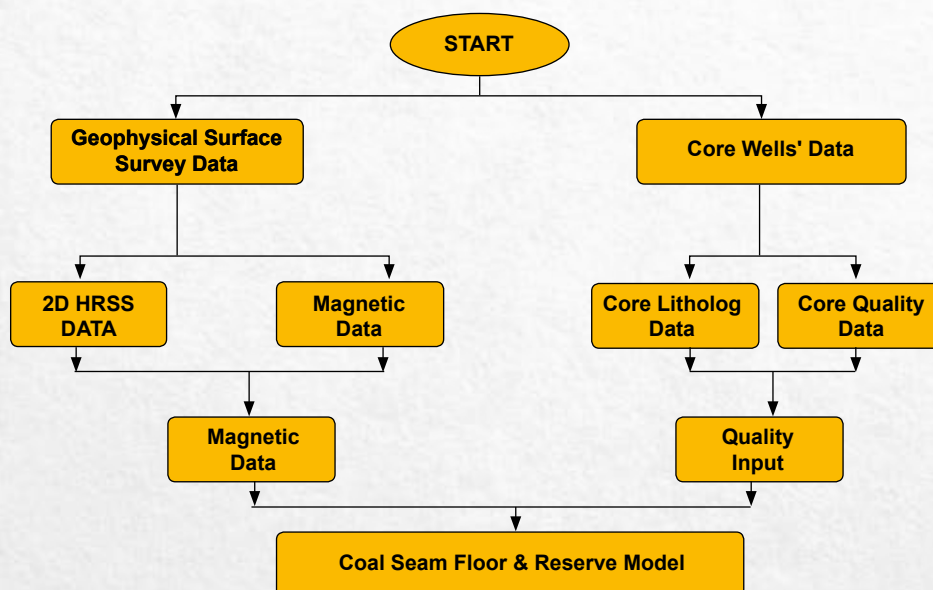 START
Geophysical Surface
Survey Data
Core Wells' Data
2D HRSS
DATA
Magnetic
Data
Core Litholog
Data
Core Quality
Data
Magnetic
Data
Quality
Input
Coal Seam Floor & Reserve Model